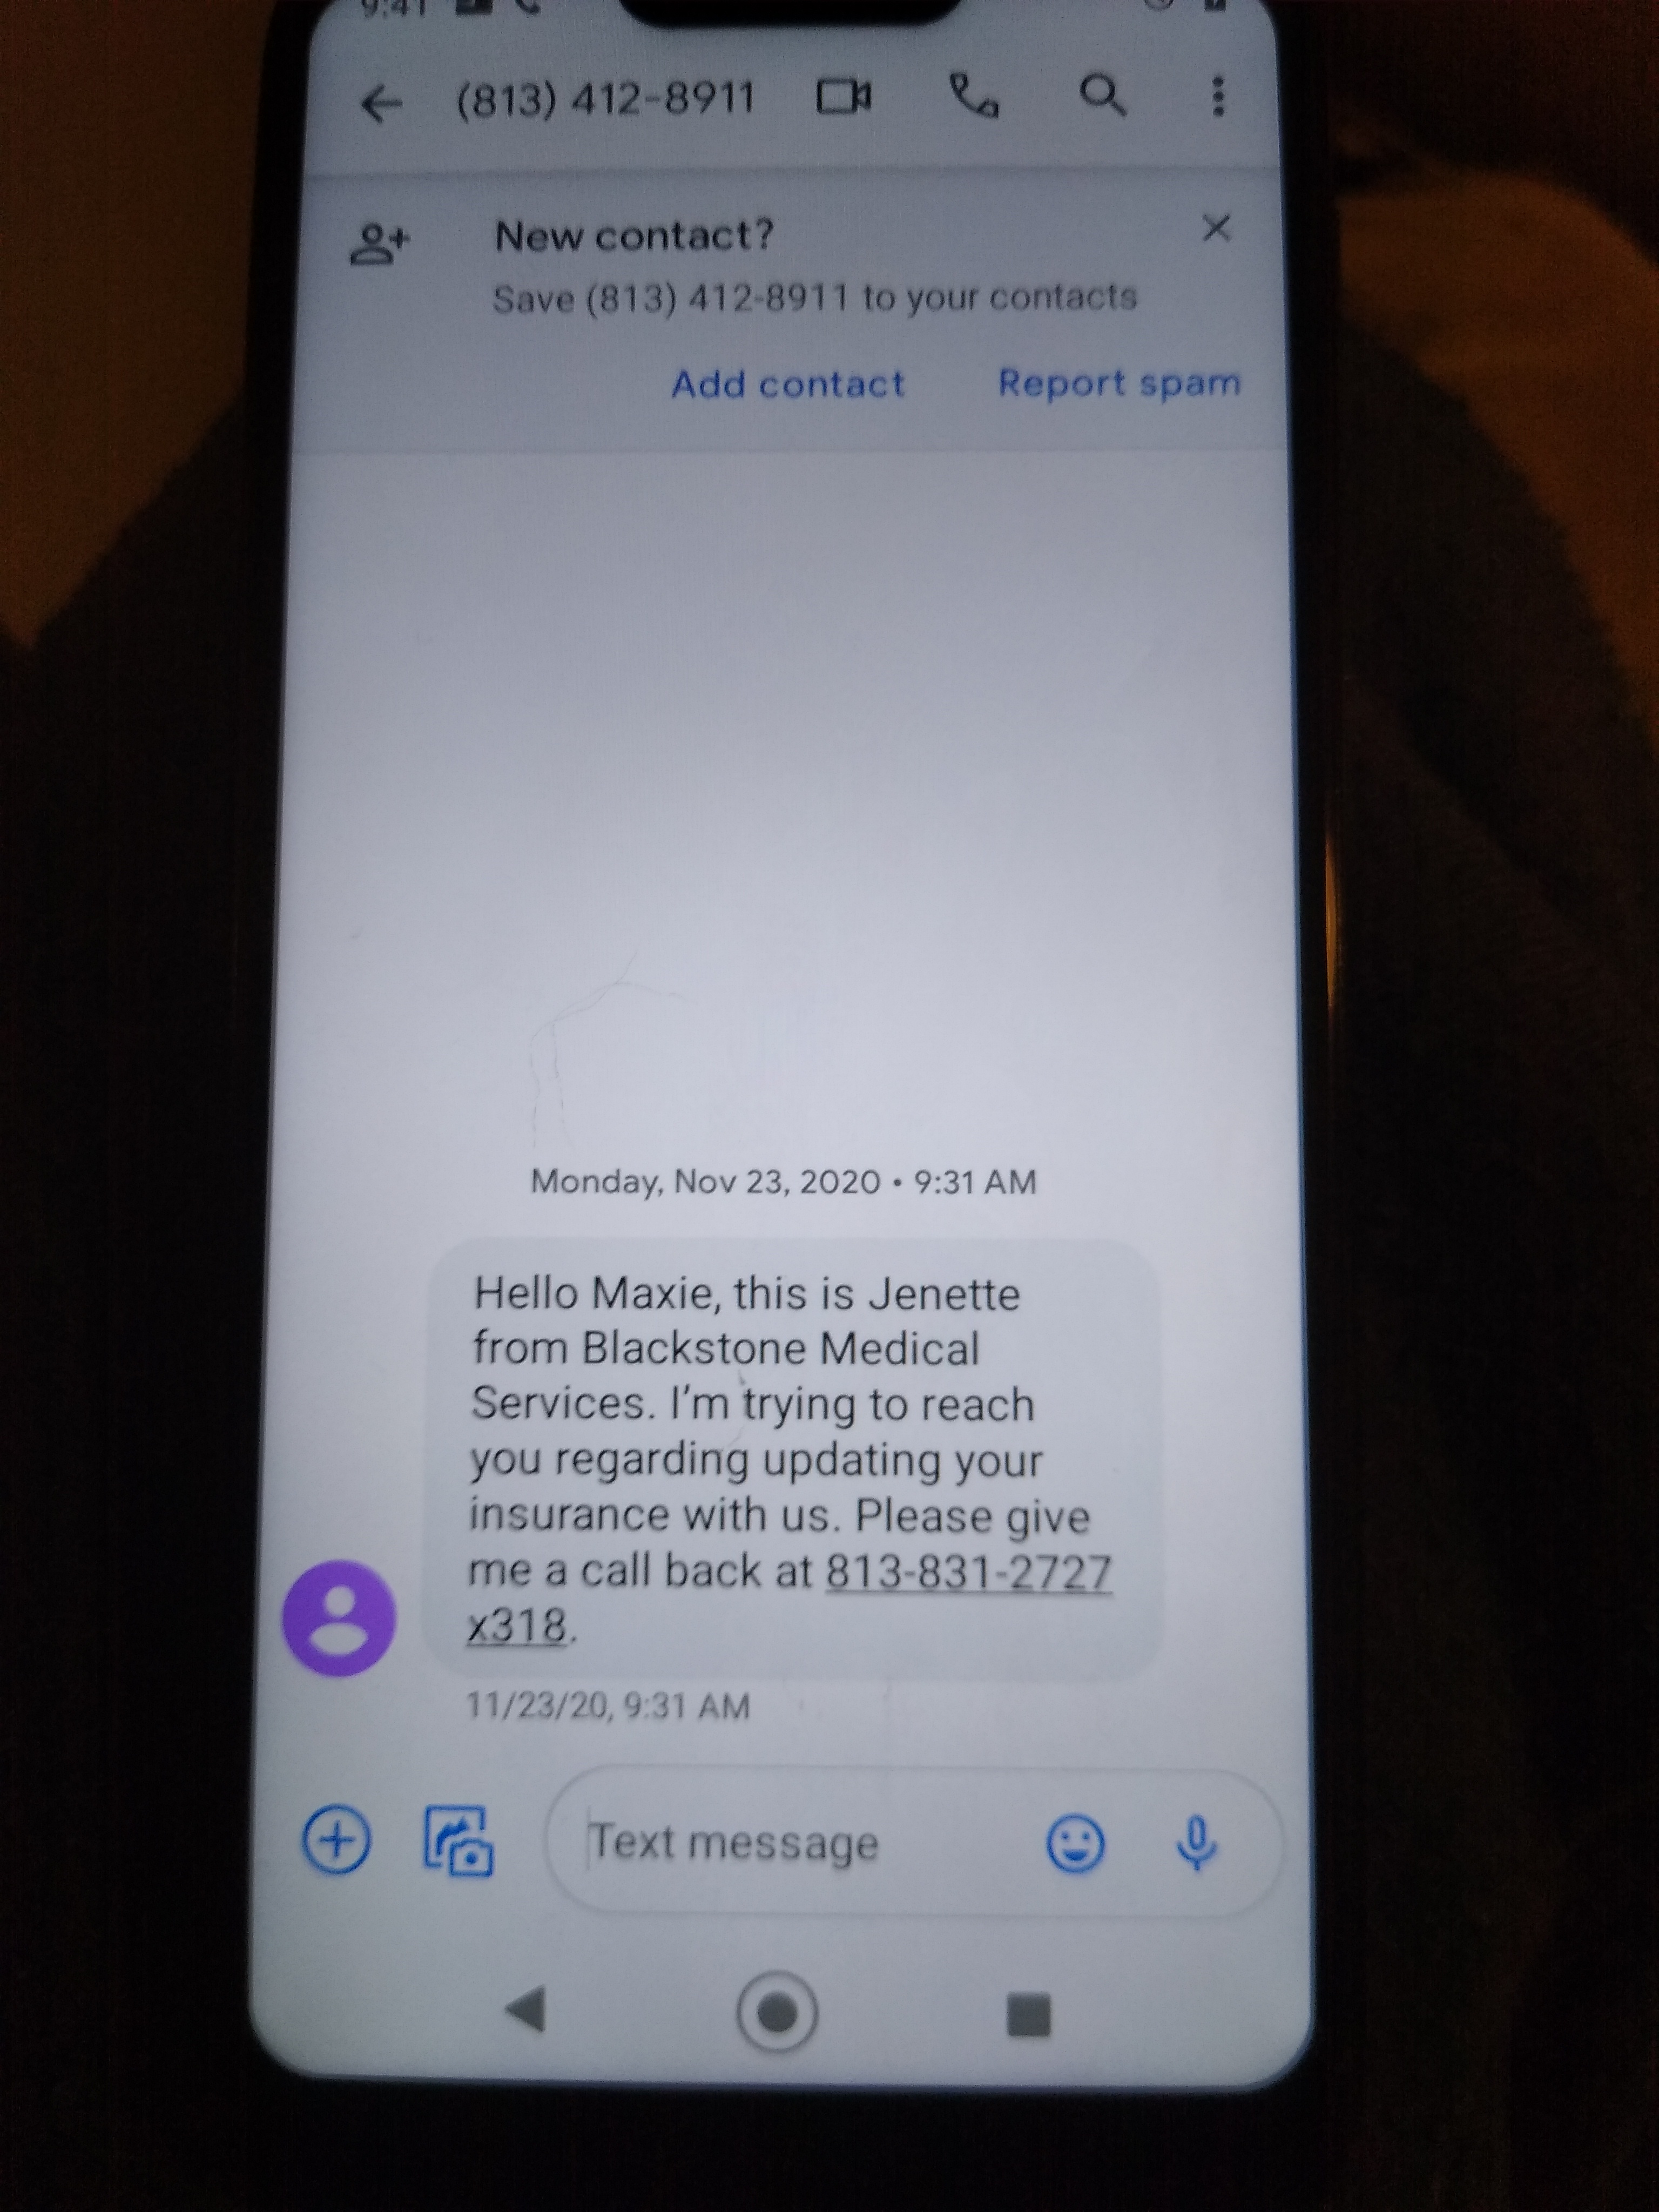 9:41
(813) 412-8911
New contact?
Save (813) 412-8911 to your contacts
Add contact Report spam
Monday, Nov 23, 2020 • 9:31 AM
Hello Maxie, this is Jenette
from Blackstone Medical
Services. I'm trying to reach
you regarding updating your
insurance with us. Please give
me a call back at 813-831-2727
x318.
11/23/20, 9:31 AM
Text message